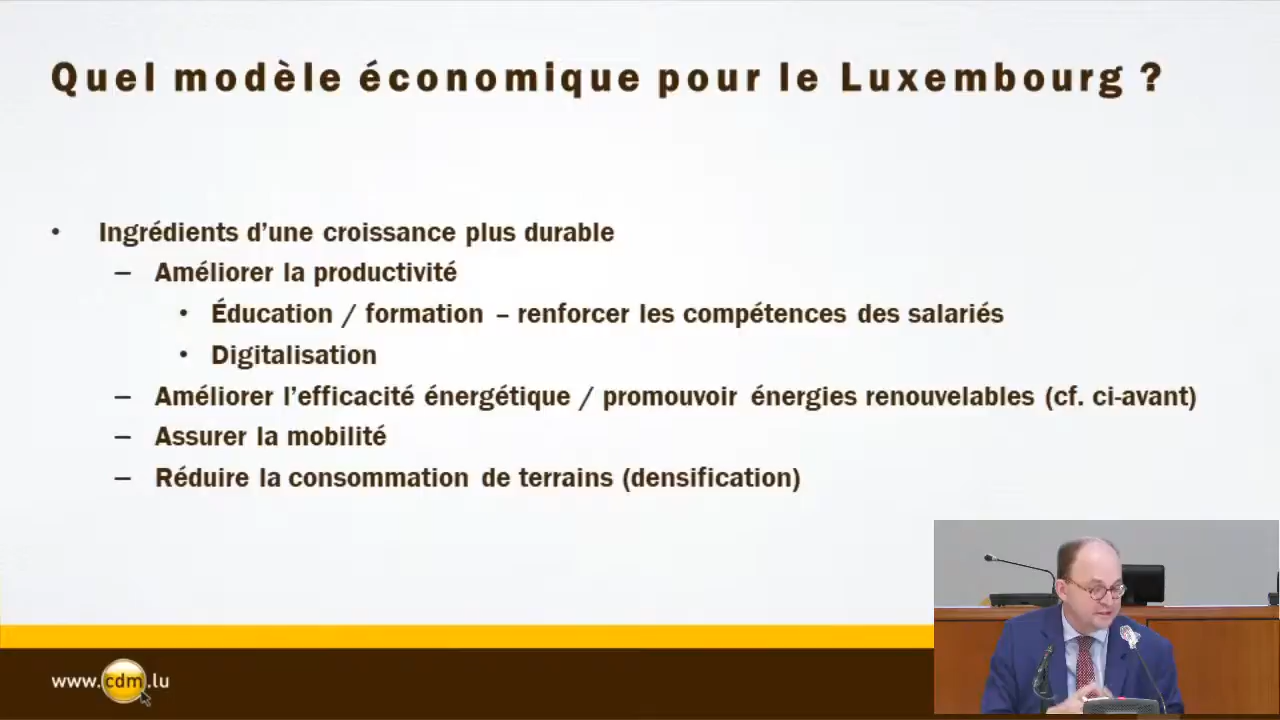 Quel modèle économique pour le Luxembourg ?
• Ingrédients d’une croissance plus durable
– Améliorer la productivité
• Éducation / formation – renforcer les compétences des salariés
• Digitalisation
– Améliorer l’efficacité énergétique / promouvoir énergies renouvelables (cf. ci-avant)
– Assurer la mobilité
– Réduire la consommation de terrains (densification)
www.cdm.lu